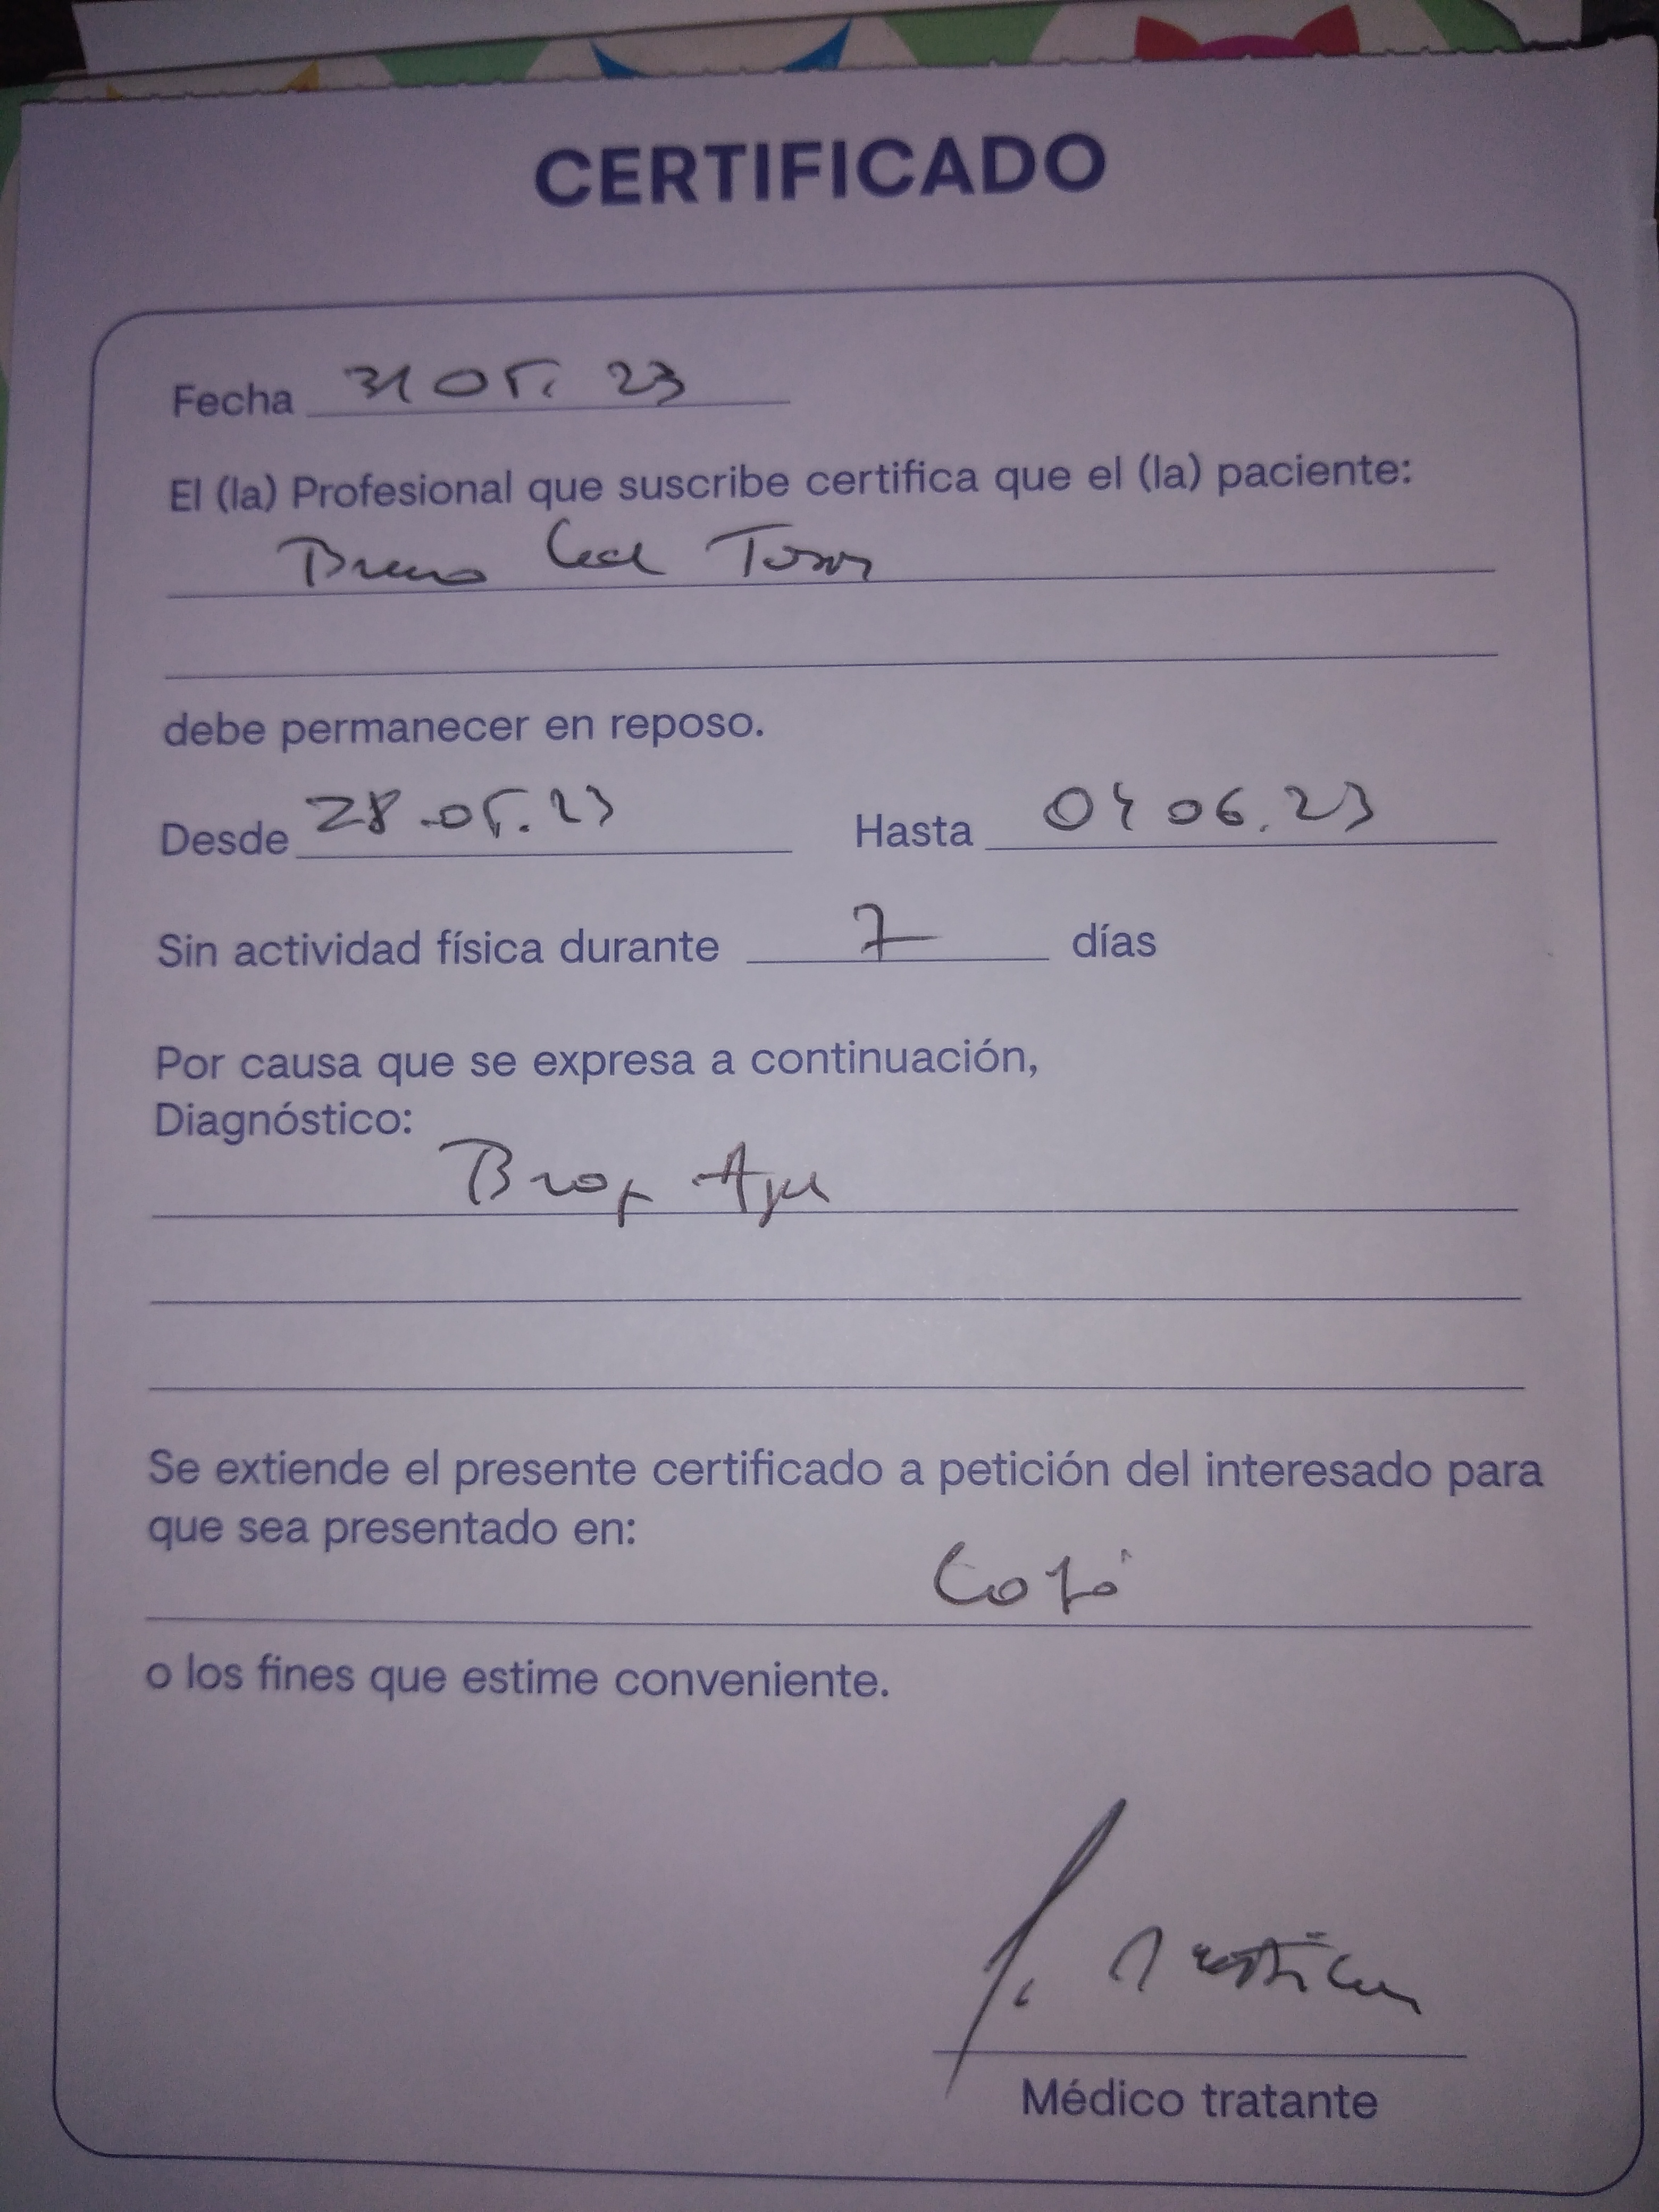 CERTIFICADO
Fecha 31 05. 23
El (la) Profesional que suscribe certifica que el (la) paciente:
debe permanecer en reposo.
Desde 28.05.23 Hasta 04 06.23
Sin actividad física durante 7 días
Por causa que se expresa a continuación,
Diagnóstico:
Se extiende el presente certificado a petición del interesado para
que sea presentado en:
o los fines que estime conveniente.
Médico tratante